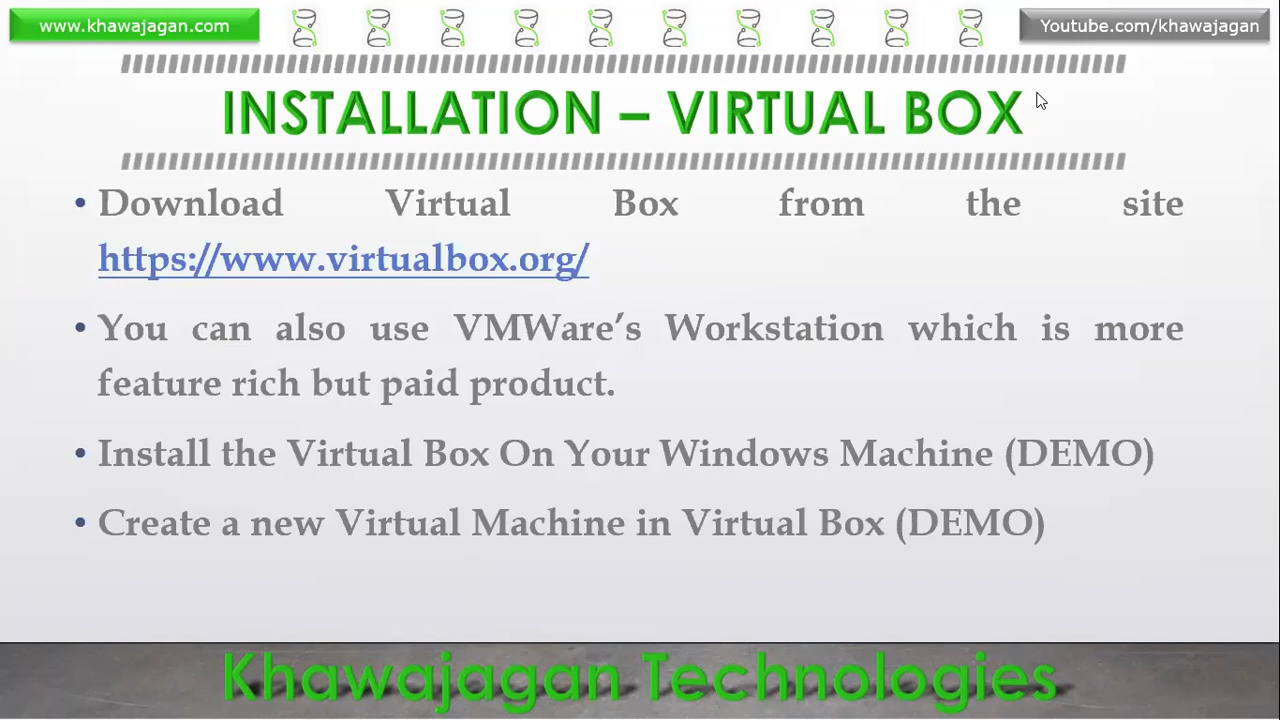 www.khawajagan.com
Youtube.com/khawajagan
INSTALLATION – VIRTUAL BOX
• Download Virtual Box from the site
https://www.virtualbox.org/
• You can also use VMWare’s Workstation which is more
feature rich but paid product.
• Install the Virtual Box On Your Windows Machine (DEMO)
• Create a new Virtual Machine in Virtual Box (DEMO)
Khawajagan Technologies